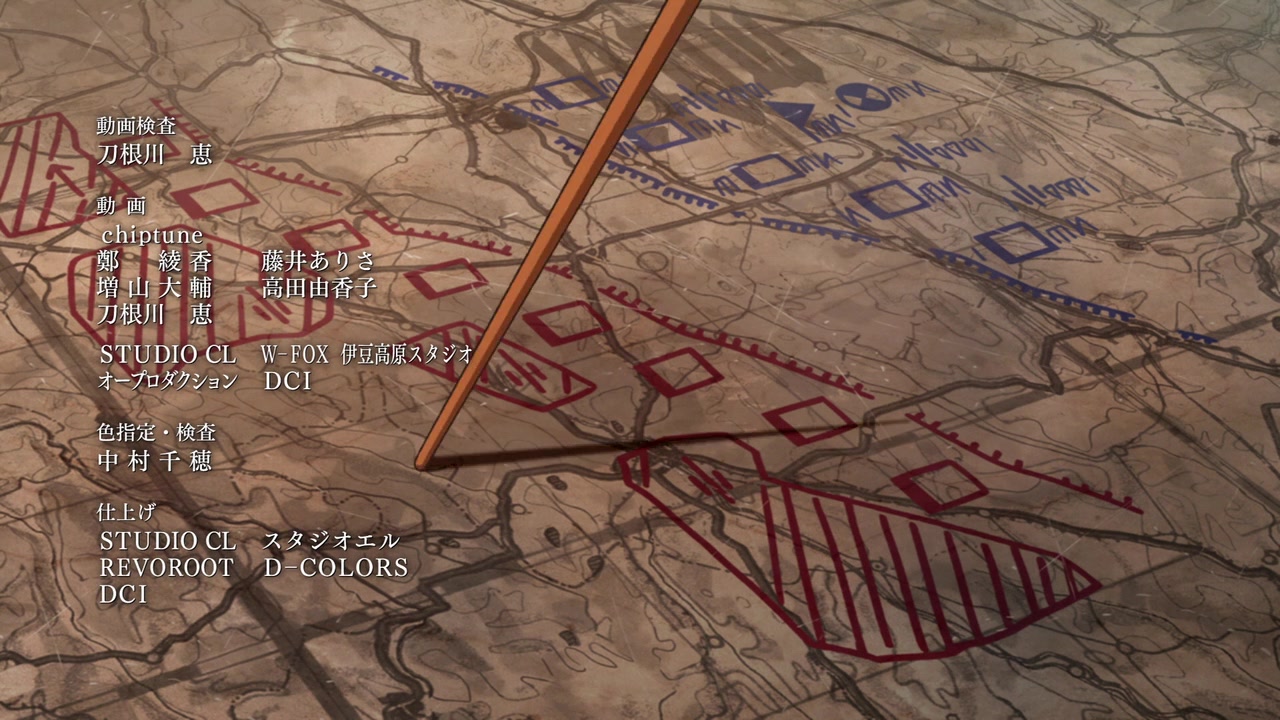 動画検査
刀根川 恵
動画
chiptune
鄭 綾香 藤井ありさ
増山大輔 高田由香子
刀根川 恵
STUDIO CL W-FOX 伊豆高原スタジオ
オープロダクション DCI
色指定・検査
中村千穂
仕上げ
STUDIO CL スタジオエル
REVOROOT D-COLORS
DCI